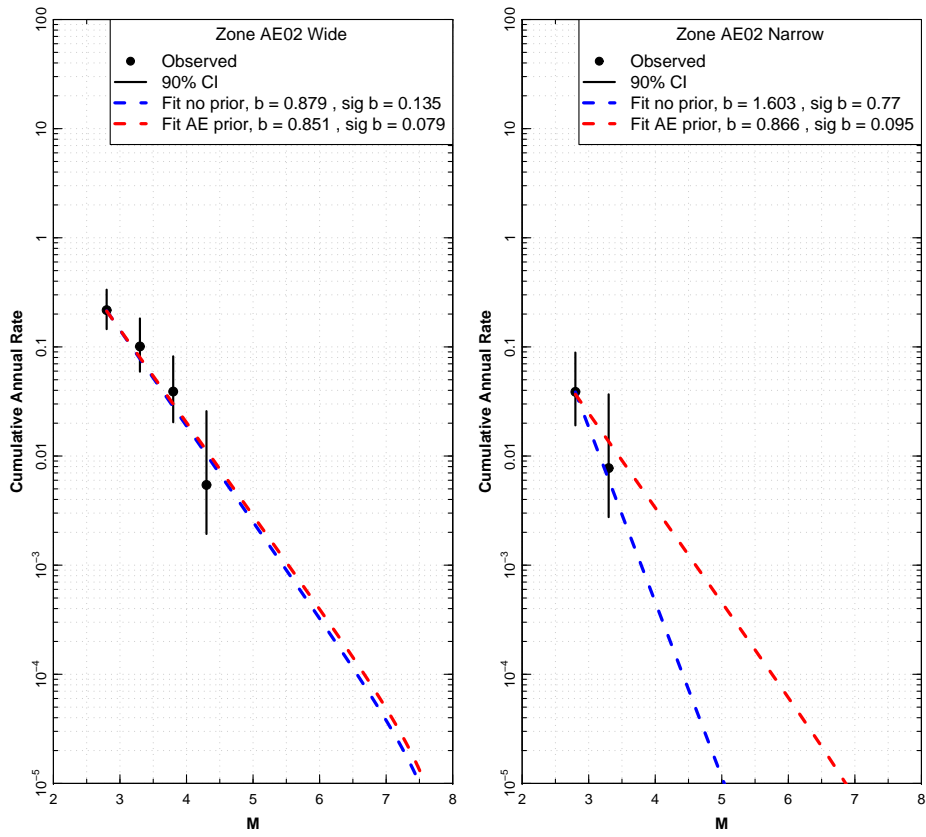 Zone AE02 Wide
Observed
90% CI
Fit no prior, b = 0.879 , sig b = 0.135
Fit AE prior, b = 0.851 , sig b = 0.079
100
10
1
0.1
0.01
10⁻³
10⁻⁴
10⁻⁵
Cumulative Annual Rate
2 3 4 5 6 7 8
M
Zone AE02 Narrow
Observed
90% CI
Fit no prior, b = 1.603 , sig b = 0.77
Fit AE prior, b = 0.866 , sig b = 0.095
100
10
1
0.1
0.01
10⁻³
10⁻⁴
10⁻⁵
Cumulative Annual Rate
2 3 4 5 6 7 8
M